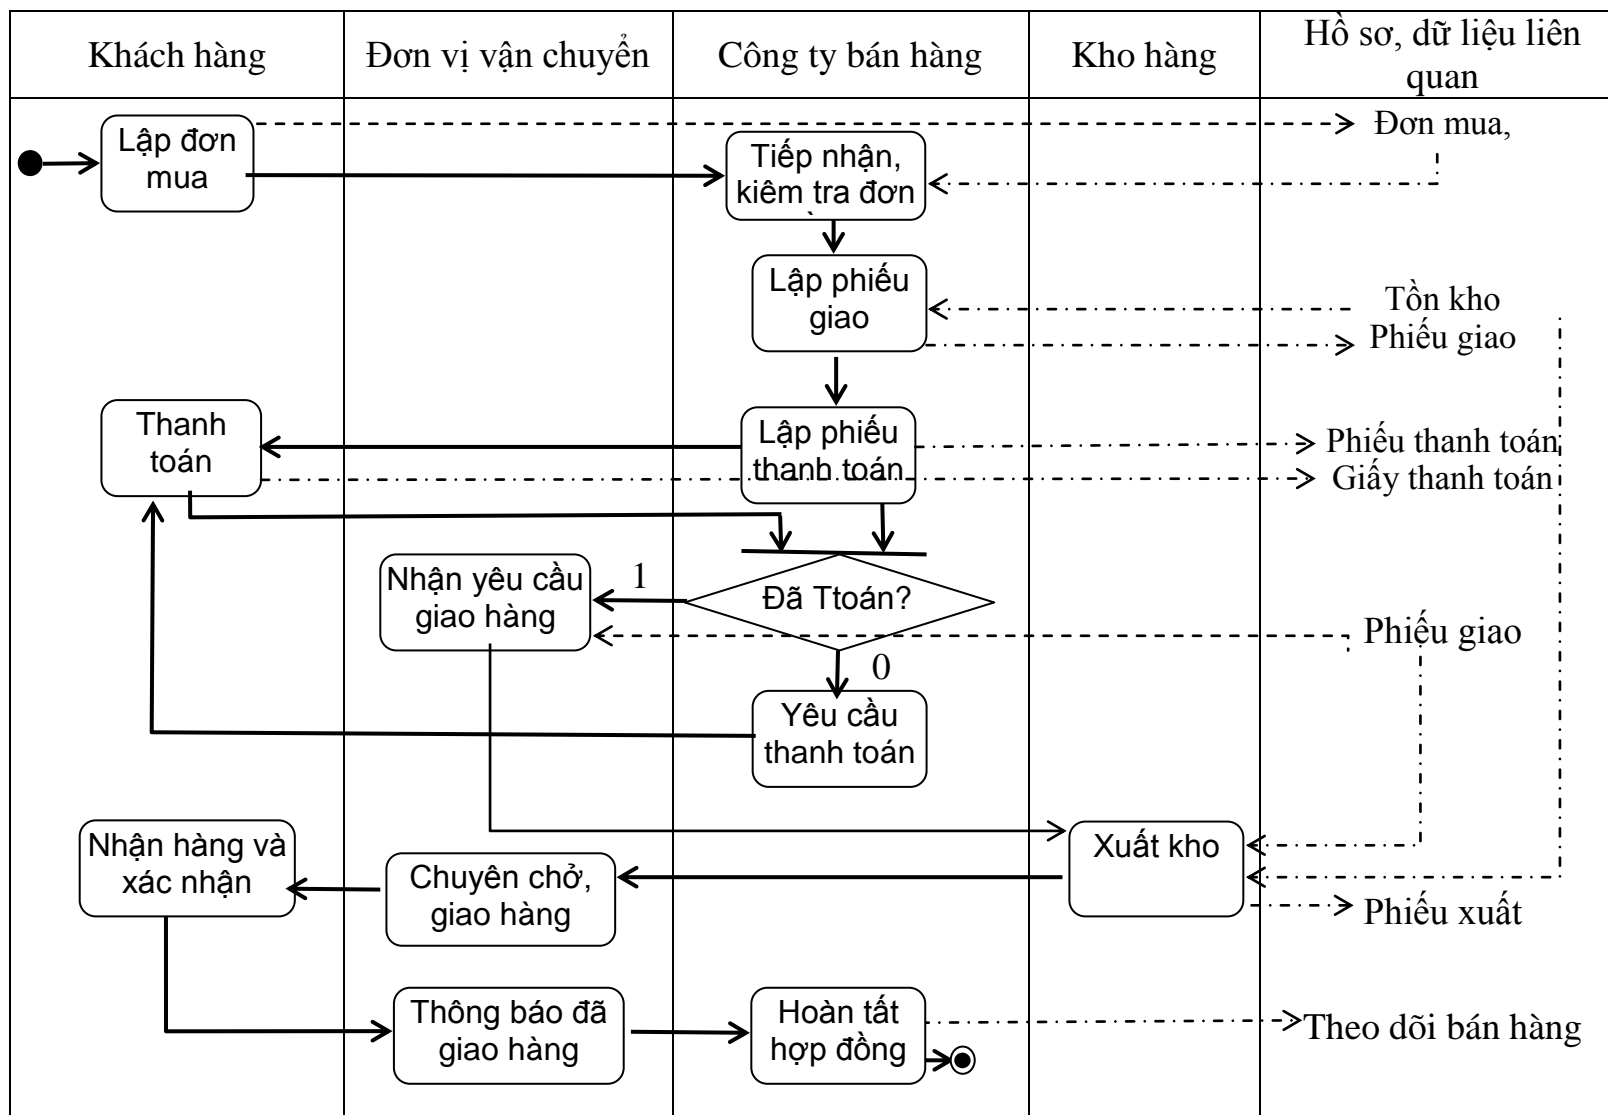 Khách hàng
Đơn vị vận chuyển
Công ty bán hàng
Kho hàng
Hồ sơ, dữ liệu liên
quan
Lập đơn
mua
Tiếp nhận,
kiêm tra đơn
Đơn mua,
Lập phiếu
giao
Tồn kho
Phiếu giao
Thanh
toán
Lập phiếu
thanh toán
Phiếu thanh toán
Giấy thanh toán
Nhận yêu cầu
giao hàng
1
Đã Ttoán?
0
Phiếu giao
Yêu cầu
thanh toán
Nhận hàng và
xác nhận
Chuyên chở,
giao hàng
Xuất kho
Phiếu xuất
Thông báo đã
giao hàng
Hoàn tất
hợp đồng
Theo dõi bán hàng